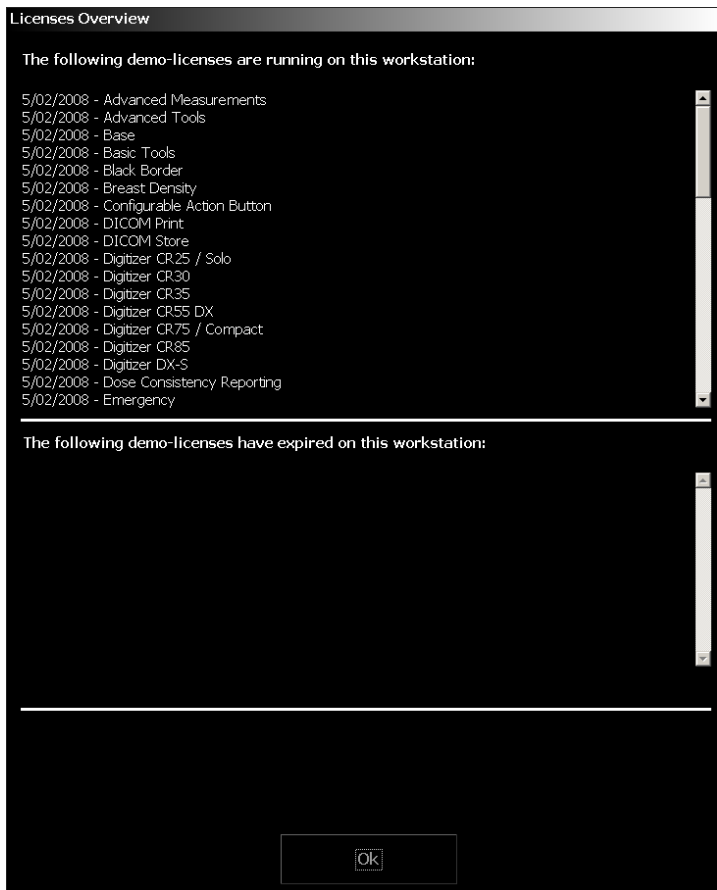 Licenses Overview
The following demo-licenses are running on this workstation:
5/02/2008 - Advanced Measurements
5/02/2008 - Advanced Tools
5/02/2008 - Base
5/02/2008 - Basic Tools
5/02/2008 - Black Border
5/02/2008 - Breast Density
5/02/2008 - Configurable Action Button
5/02/2008 - DICOM Print
5/02/2008 - DICOM Store
5/02/2008 - Digitizer CR25 / Solo
5/02/2008 - Digitizer CR30
5/02/2008 - Digitizer CR35
5/02/2008 - Digitizer CR55 DX
5/02/2008 - Digitizer CR75 / Compact
5/02/2008 - Digitizer CR85
5/02/2008 - Digitizer DX-S
5/02/2008 - Dose Consistency Reporting
5/02/2008 - Emergency
The following demo-licenses have expired on this workstation:
Ok